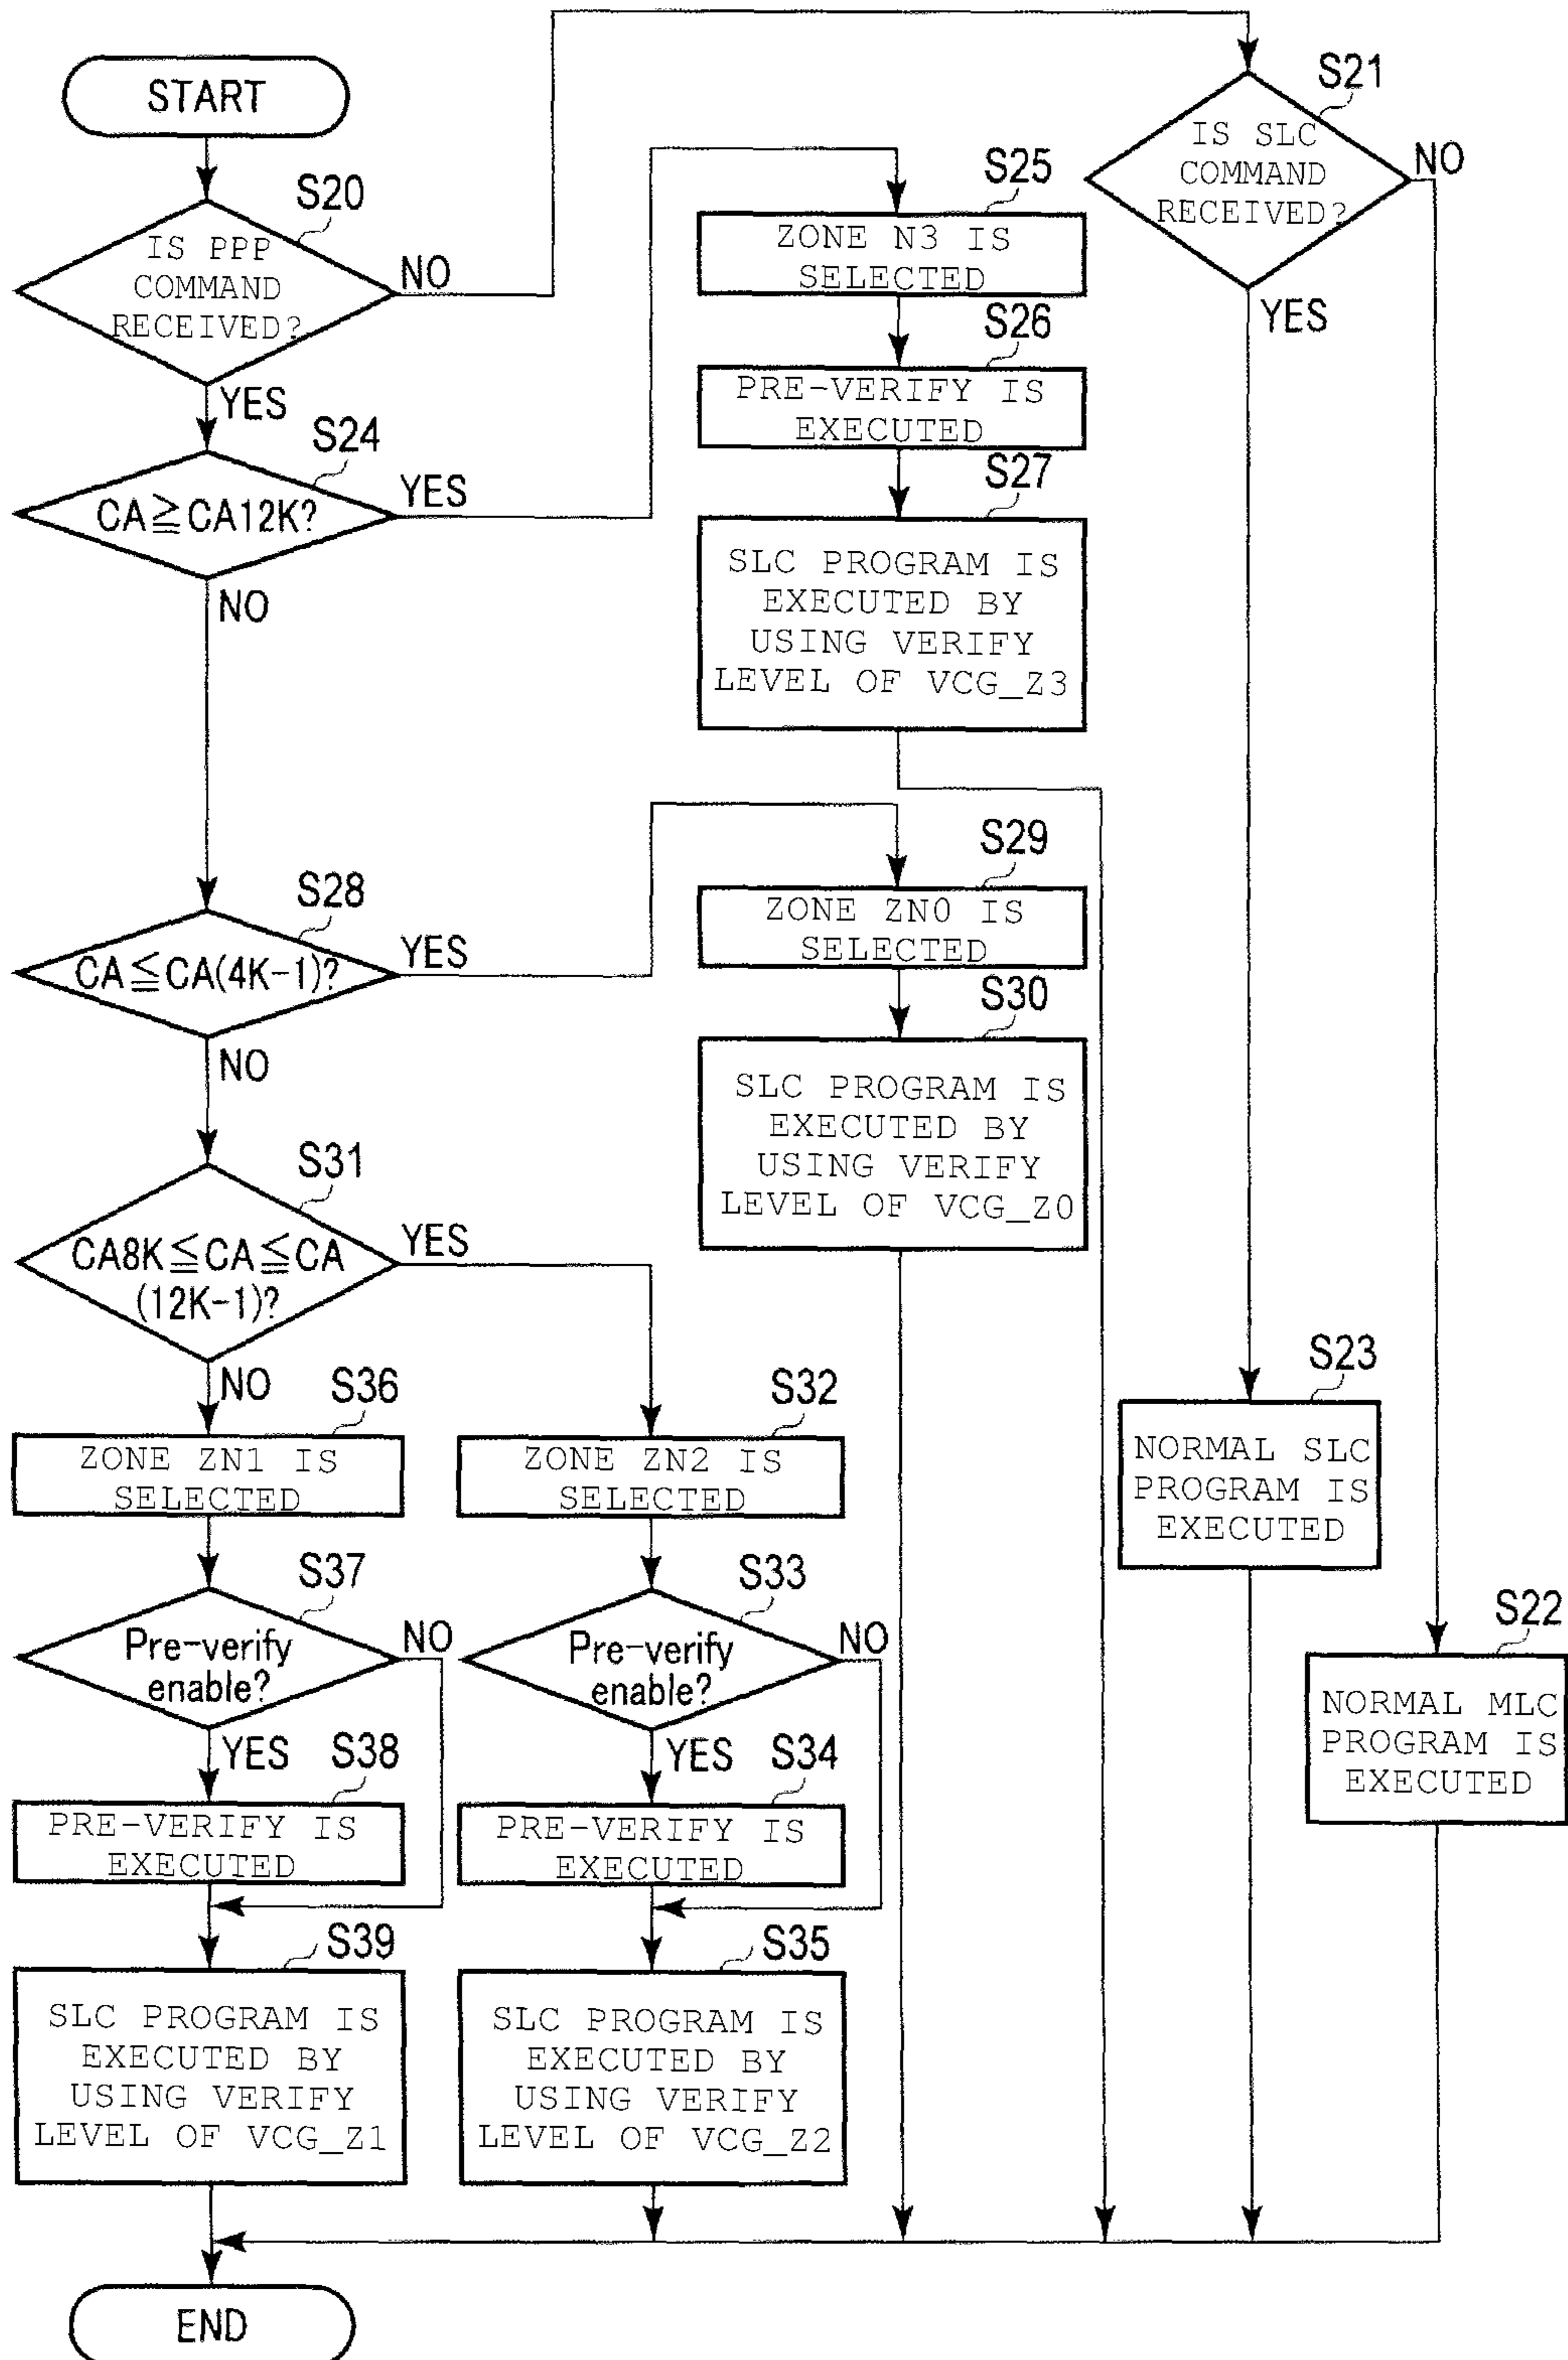 START
S20
IS PPP
COMMAND
RECEIVED?
NO
YES
S21
IS SLC
COMMAND
RECEIVED?
NO
YES
S24
CA≧CA12K?
YES
NO
S25
ZONE N3 IS
SELECTED
S26
PRE-VERIFY IS
EXECUTED
S27
SLC PROGRAM IS
EXECUTED BY
USING VERIFY
LEVEL OF VCG_Z3
S28
CA≦CA(4K-1)?
YES
NO
S29
ZONE ZN0 IS
SELECTED
S30
SLC PROGRAM IS
EXECUTED BY
USING VERIFY
LEVEL OF VCG_Z0
S31
CA8K≦CA≦CA
(12K-1)?
YES
NO
S36
ZONE ZN1 IS
SELECTED
S32
ZONE ZN2 IS
SELECTED
S23
NORMAL SLC
PROGRAM IS
EXECUTED
S37
Pre-verify
enable?
NO
YES
S33
Pre-verify
enable?
NO
YES
S22
NORMAL MLC
PROGRAM IS
EXECUTED
S38
PRE-VERIFY IS
EXECUTED
S34
PRE-VERIFY IS
EXECUTED
S39
SLC PROGRAM IS
EXECUTED BY
USING VERIFY
LEVEL OF VCG_Z1
S35
SLC PROGRAM IS
EXECUTED BY
USING VERIFY
LEVEL OF VCG_Z2
END